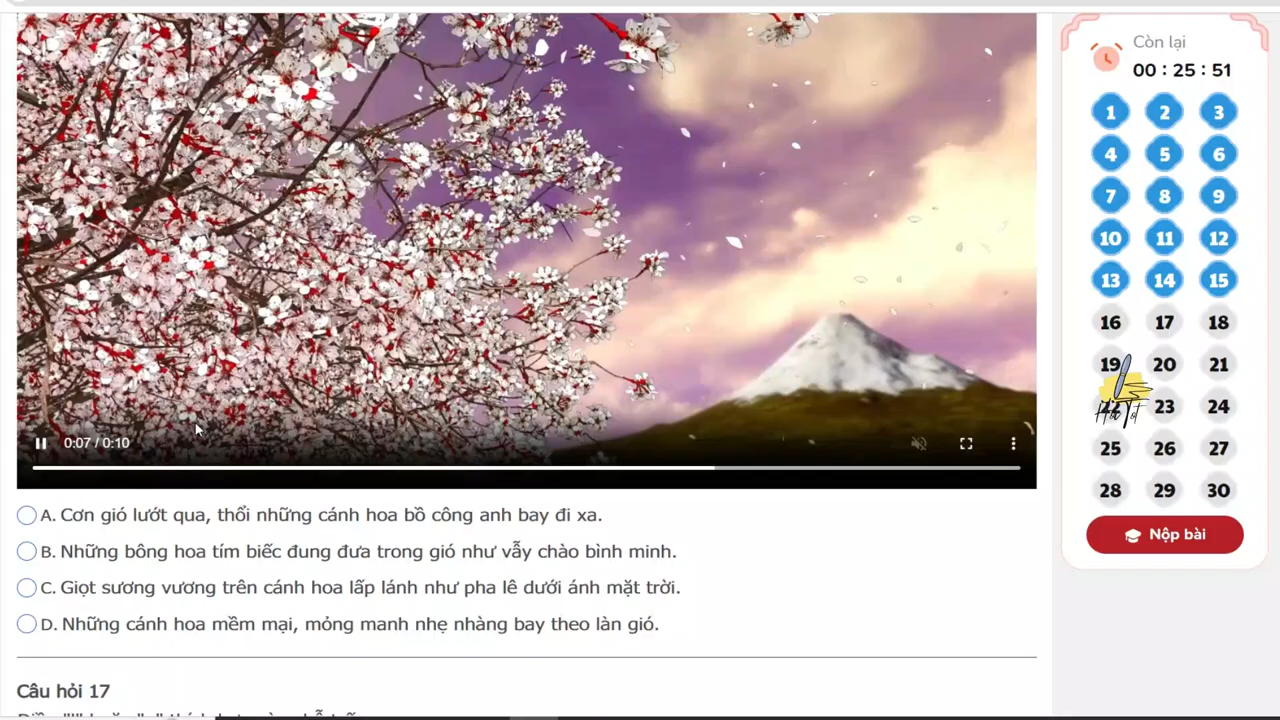 Còn lại
00 : 25 : 51
1 2 3
4 5 6
7 8 9
10 11 12
13 14 15
16 17 18
19 20 21
23 24
25 26 27
28 29 30
Nộp bài
0:07 / 0:10
A. Cơn gió lướt qua, thổi những cánh hoa bồ công anh bay đi xa.
B. Những bông hoa tím biếc đung đưa trong gió như vẫy chào bình minh.
C. Giọt sương vương trên cánh hoa lấp lánh như pha lê dưới ánh mặt trời.
D. Những cánh hoa mềm mại, mỏng manh nhẹ nhàng bay theo làn gió.
Câu hỏi 17